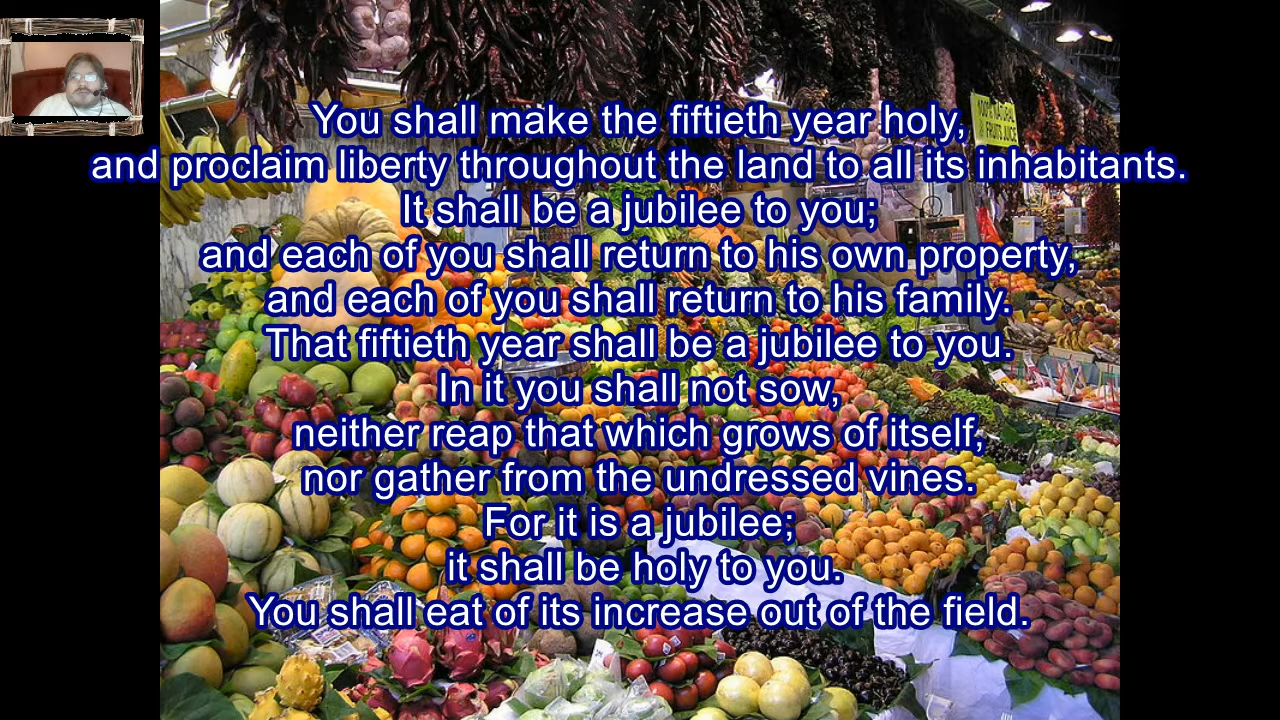 You shall make the fiftieth year holy,
and proclaim liberty throughout the land to all its inhabitants.
It shall be a jubilee to you;
and each of you shall return to his own property,
and each of you shall return to his family.
That fiftieth year shall be a jubilee to you.
In it you shall not sow,
neither reap that which grows of itself,
nor gather from the undressed vines.
For it is a jubilee;
it shall be holy to you.
You shall eat of its increase out of the field.
100% NATURAL
FRUITS JUICE